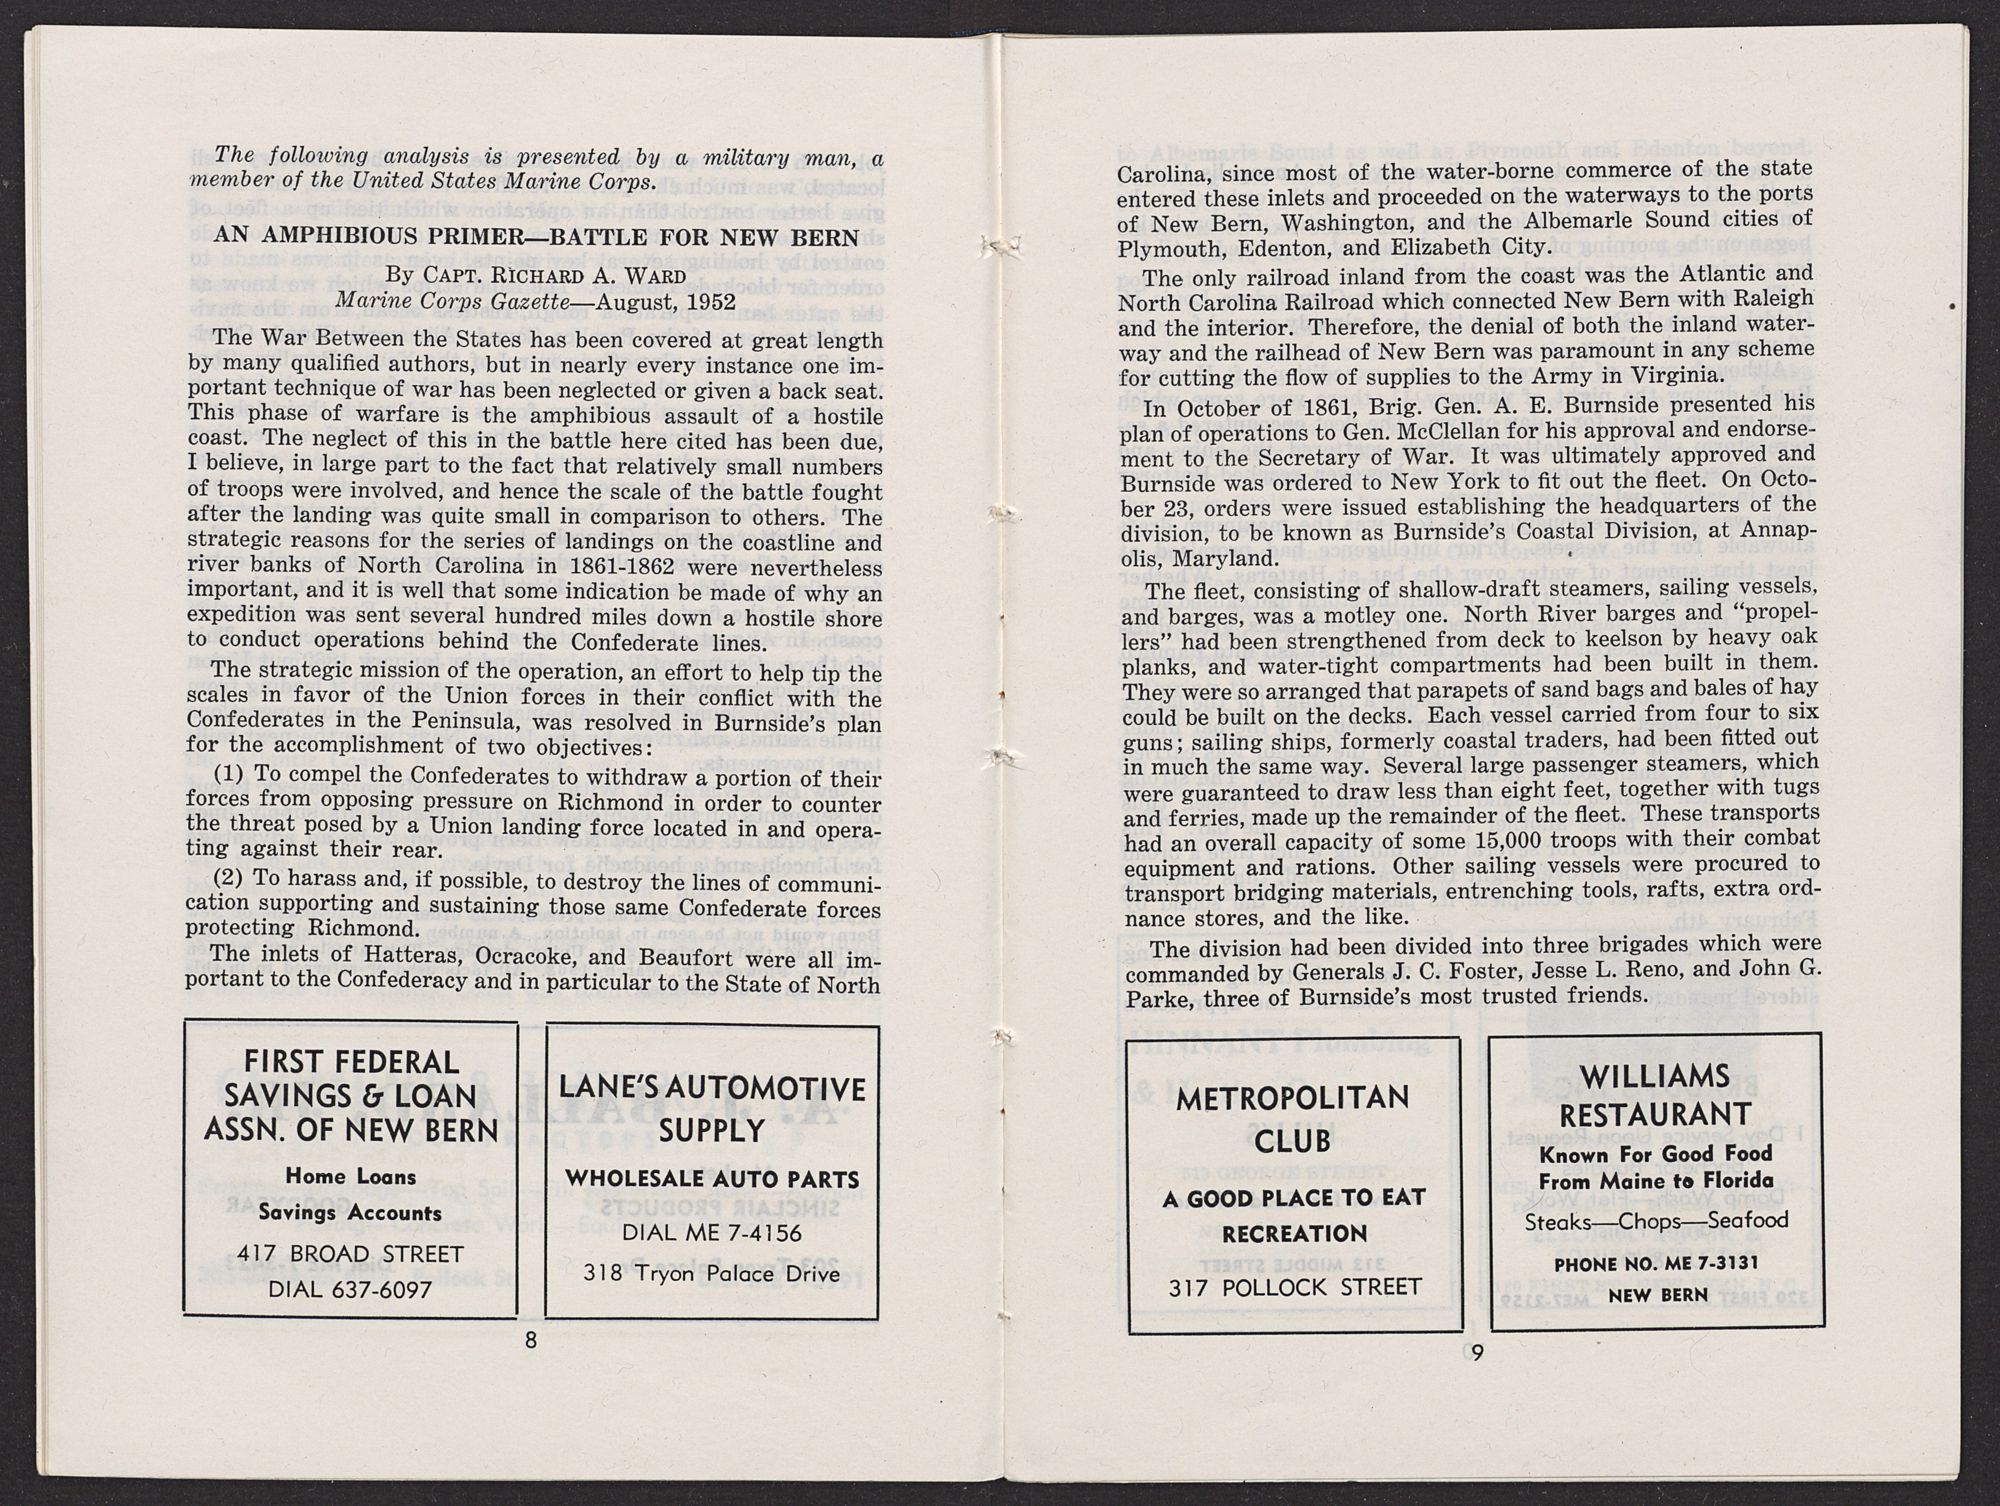 The following analysis is presented by a military man, a
member of the United States Marine Corps.
AN AMPHIBIOUS PRIMER—BATTLE FOR NEW BERN
By CAPT. RICHARD A. WARD
Marine Corps Gazette—August, 1952
The War Between the States has been covered at great length
by many qualified authors, but in nearly every instance one im-
portant technique of war has been neglected or given a back seat.
This phase of warfare is the amphibious assault of a hostile
coast. The neglect of this in the battle here cited has been due,
I believe, in large part to the fact that relatively small numbers
of troops were involved, and hence the scale of the battle fought
after the landing was quite small in comparison to others. The
strategic reasons for the series of landings on the coastline and
river banks of North Carolina in 1861-1862 were nevertheless
important, and it is well that some indication be made of why an
expedition was sent several hundred miles down a hostile shore
to conduct operations behind the Confederate lines.
The strategic mission of the operation, an effort to help tip the
scales in favor of the Union forces in their conflict with the
Confederates in the Peninsula, was resolved in Burnside's plan
for the accomplishment of two objectives:
(1) To compel the Confederates to withdraw a portion of their
forces from opposing pressure on Richmond in order to counter
the threat posed by a Union landing force located in and opera-
ting against their rear.
(2) To harass and, if possible, to destroy the lines of communi-
cation supporting and sustaining those same Confederate forces
protecting Richmond.
The inlets of Hatteras, Ocracoke, and Beaufort were all im-
portant to the Confederacy and in particular to the State of North
FIRST FEDERAL
SAVINGS & LOAN
ASSN. OF NEW BERN
Home Loans
Savings Accounts
417 BROAD STREET
DIAL 637-6097
LANE'S AUTOMOTIVE
SUPPLY
WHOLESALE AUTO PARTS
DIAL ME 7-4156
318 Tryon Palace Drive
8
Carolina, since most of the water-borne commerce of the state
entered these inlets and proceeded on the waterways to the ports
of New Bern, Washington, and the Albemarle Sound cities of
Plymouth, Edenton, and Elizabeth City.
The only railroad inland from the coast was the Atlantic and
North Carolina Railroad which connected New Bern with Raleigh
and the interior. Therefore, the denial of both the inland water-
way and the railhead of New Bern was paramount in any scheme
for cutting the flow of supplies to the Army in Virginia.
In October of 1861, Brig. Gen. A. E. Burnside presented his
plan of operations to Gen. McClellan for his approval and endorse-
ment to the Secretary of War. It was ultimately approved and
Burnside was ordered to New York to fit out the fleet. On Octo-
ber 23, orders were issued establishing the headquarters of the
division, to be known as Burnside's Coastal Division, at Annap-
olis, Maryland.
The fleet, consisting of shallow-draft steamers, sailing vessels,
and barges, was a motley one. North River barges and "propel-
lers" had been strengthened from deck to keelson by heavy oak
planks, and water-tight compartments had been built in them.
They were so arranged that parapets of sand bags and bales of hay
could be built on the decks. Each vessel carried from four to six
guns; sailing ships, formerly coastal traders, had been fitted out
in much the same way. Several large passenger steamers, which
were guaranteed to draw less than eight feet, together with tugs
and ferries, made up the remainder of the fleet. These transports
had an overall capacity of some 15,000 troops with their combat
equipment and rations. Other sailing vessels were procured to
transport bridging materials, entrenching tools, rafts, extra ord-
nance stores, and the like.
The division had been divided into three brigades which were
commanded by Generals J. C. Foster, Jesse L. Reno, and John G.
Parke, three of Burnside's most trusted friends.
METROPOLITAN
CLUB
A GOOD PLACE TO EAT
RECREATION
317 POLLOCK STREET
WILLIAMS
RESTAURANT
Known For Good Food
From Maine to Florida
Steaks—Chops—Seafood
PHONE NO. ME 7-3131
NEW BERN
9